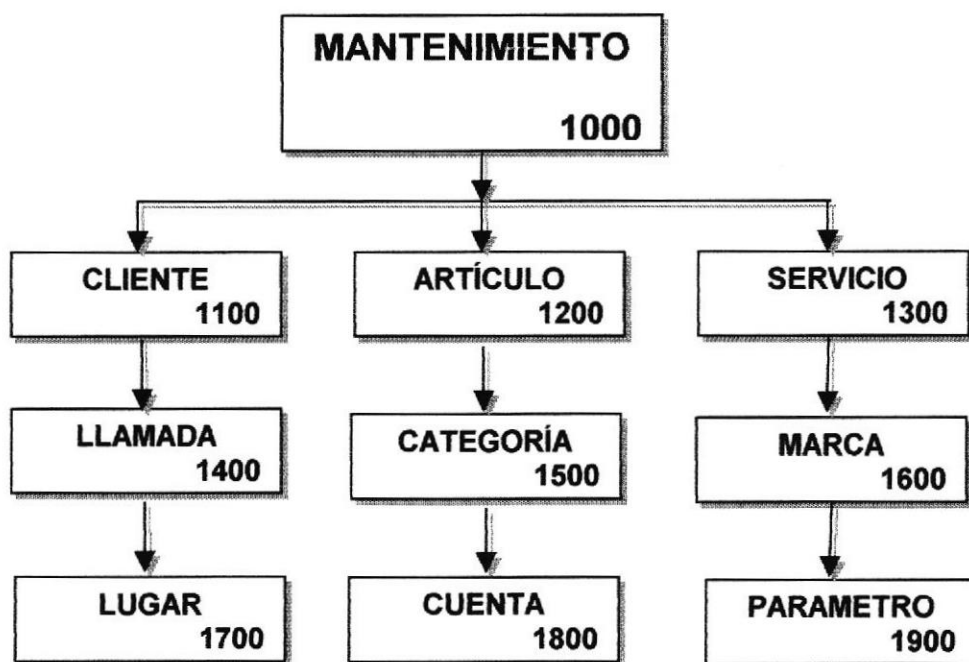 MANTENIMIENTO
1000
CLIENTE
1100
ARTÍCULO
1200
SERVICIO
1300
LLAMADA
1400
CATEGORÍA
1500
MARCA
1600
LUGAR
1700
CUENTA
1800
PARAMETRO
1900